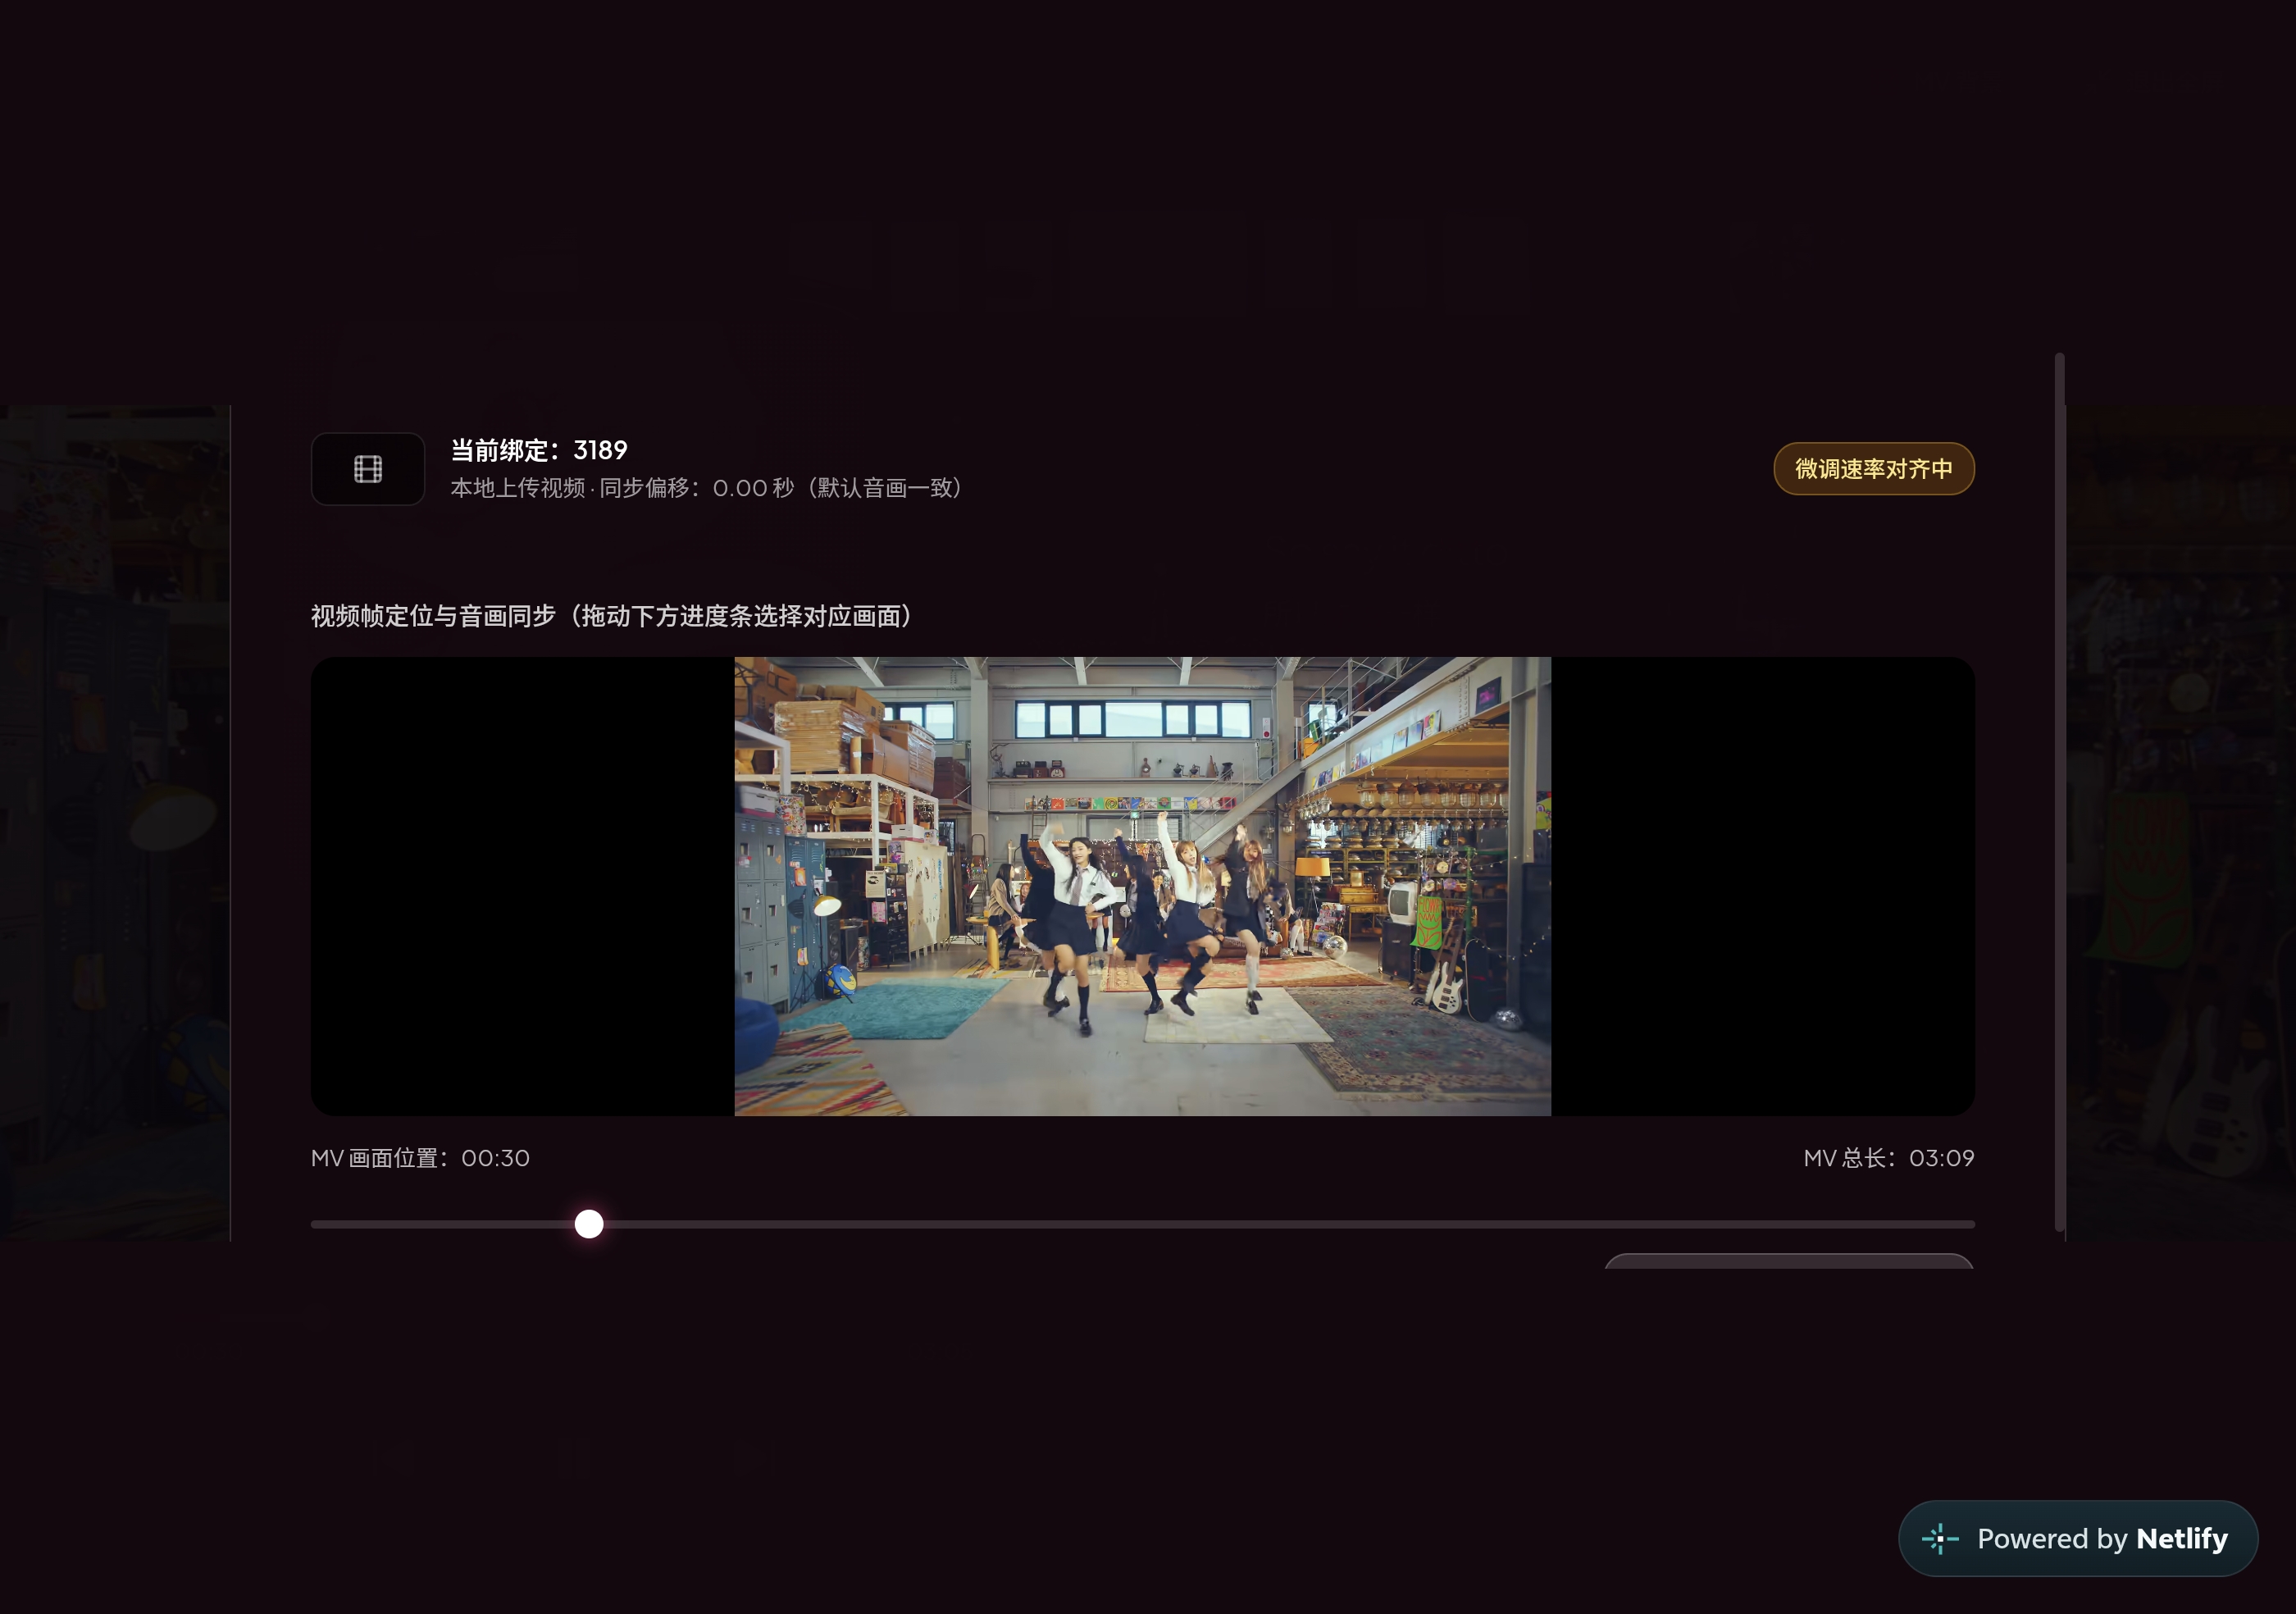 当前绑定：3189
本地上传视频 · 同步偏移：0.00 秒（默认音画一致）
微调速率对齐中
视频帧定位与音画同步（拖动下方进度条选择对应画面）
MV 画面位置：00:30
MV 总长：03:09
Powered by Netlify